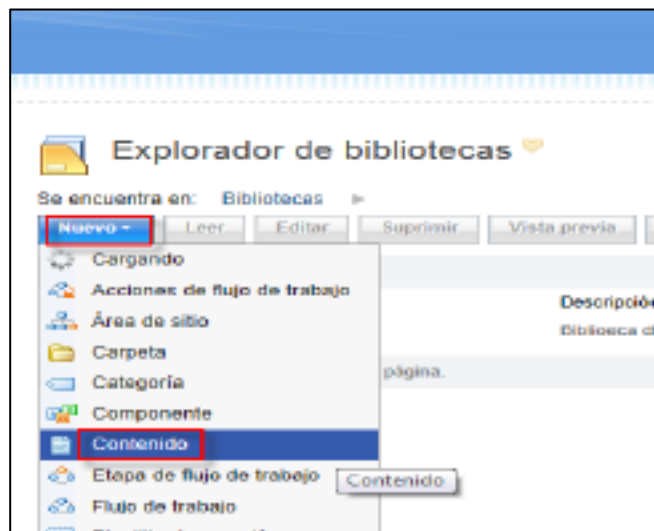 Explorador de bibliotecas
Se encuentra en: Bibliotecas
Nuevo Leer Editar Suprimir Vista previa
Cargando
Acciones de flujo de trabajo
Área de sitio
Descripción
Carpeta
página.
Categoría
Componente
Contenido
Etapa de flujo de trabajo
Contenido
Flujo de trabajo